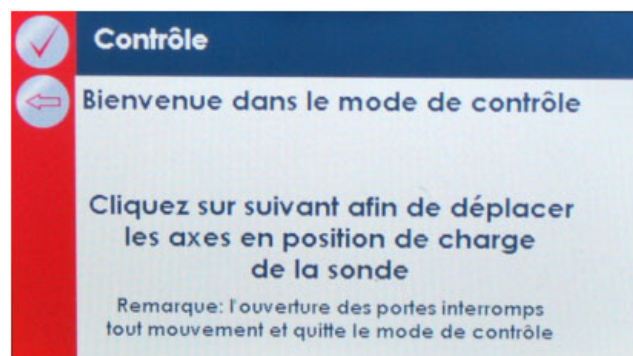 Contrôle
Bienvenue dans le mode de contrôle
Cliquez sur suivant afin de déplacer
les axes en position de charge
de la sonde
Remarque: l'ouverture des portes interromps
tout mouvement et quitte le mode de contrôle